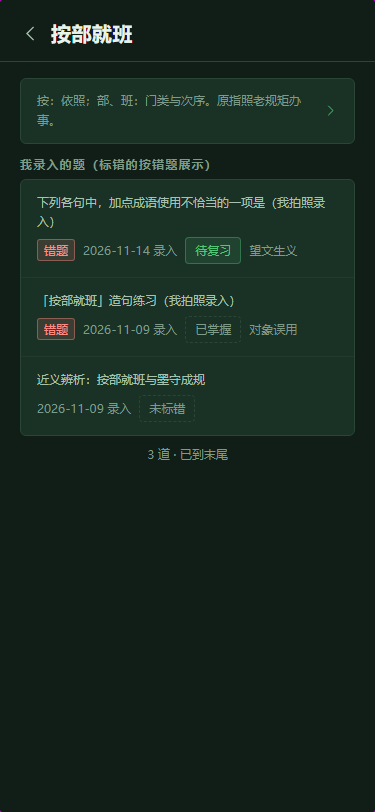 按部就班
按：依照；部、班：门类与次序。原指照老规矩办
事。
我录入的题（标错的按错题展示）
下列各句中，加点成语使用不恰当的一项是（我拍照录
入）
错题 2026-11-14 录入 待复习 望文生义
「按部就班」造句练习（我拍照录入）
错题 2026-11-09 录入 已掌握 对象误用
近义辨析：按部就班与墨守成规
2026-11-09 录入 未标错
3 道 · 已到末尾